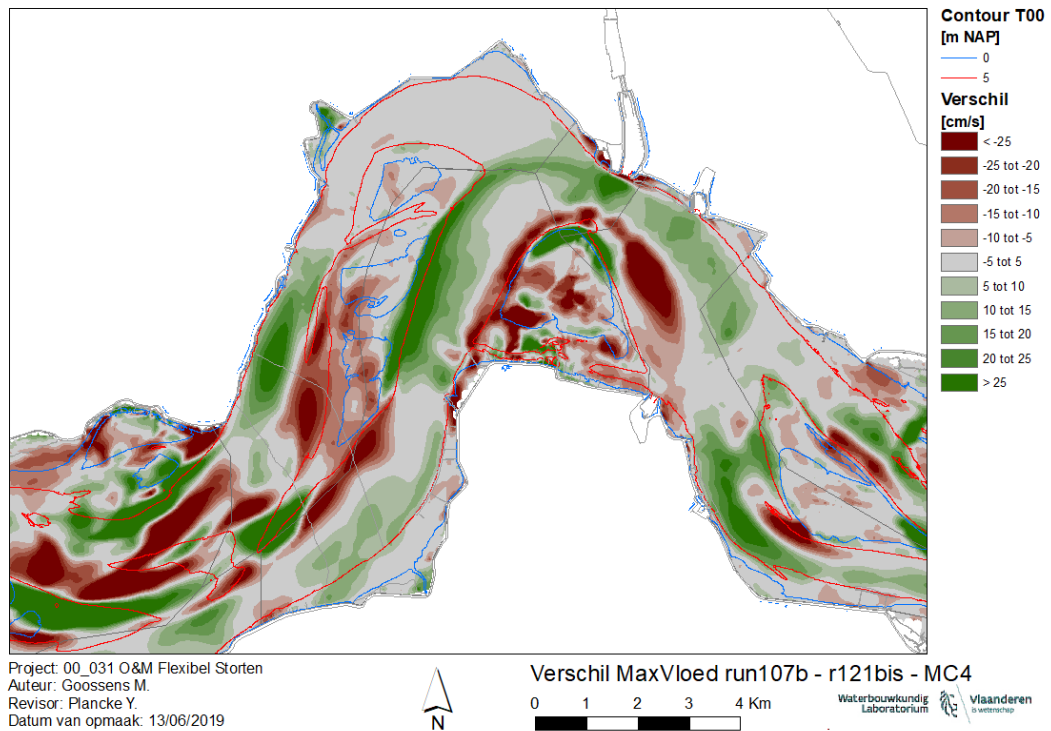 Contour T00
[m NAP]
0
5
Verschil
[cm/s]
< -25
-25 tot -20
-20 tot -15
-15 tot -10
-10 tot -5
-5 tot 5
5 tot 10
10 tot 15
15 tot 20
20 tot 25
> 25
Project: 00_031 O&M Flexibel Storten
Auteur: Goossens M.
Revisor: Plancke Y.
Datum van opmaak: 13/06/2019
N
Verschil MaxVloed run107b - r121bis - MC4
0 1 2 3 4 Km
Waterbouwkundig
Laboratorium
Vlaanderen
is wetenschap